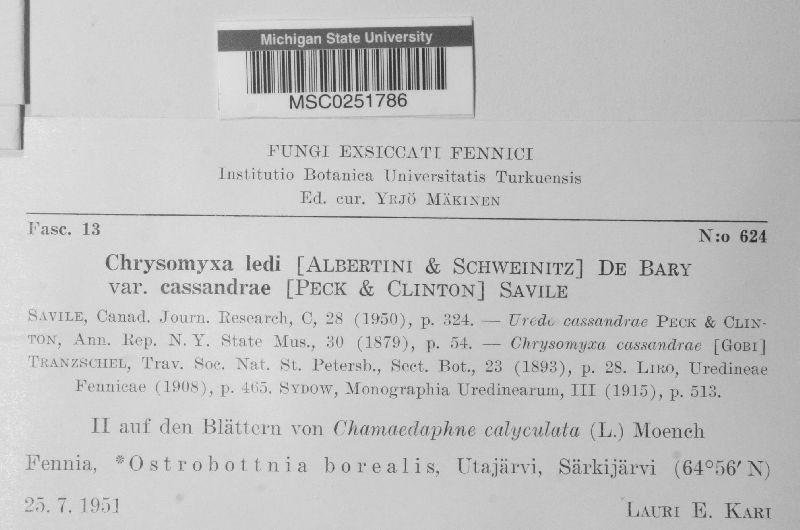 Michigan State University
MSC0251786
FUNGI EXSICCATI FENNICI
Institutio Botanica Universitatis Turkuensis
Ed. cur. YRJÖ MÄKINEN
Fasc. 13
N:o 624
Chrysomyxa ledi [ALBERTINI & SCHWEINITZ] DE BARY
var. cassandrae [PECK & CLINTON] SAVILE
SAVILE, Canad. Journ. Research, C, 28 (1950), p. 324. — Uredo cassandrae PECK & CLIN-
TON, Ann. Rep. N. Y. State Mus., 30 (1879), p. 54. — Chrysomyxa cassandrae [GOBI]
TRANZSCHEL, Trav. Soc. Nat. St. Petersb., Sect. Bot., 23 (1893), p. 28. LIRO, Uredineae
Fennicae (1908), p. 465. SYDOW, Monographia Uredinearum, III (1915), p. 513.
II auf den Blättern von Chamaedaphne calyculata (L.) Moench
Fennia, *Ostrobottnia borealis, Utajärvi, Särkijärvi (64°56′ N)
25. 7. 1951
LAURI E. KARI